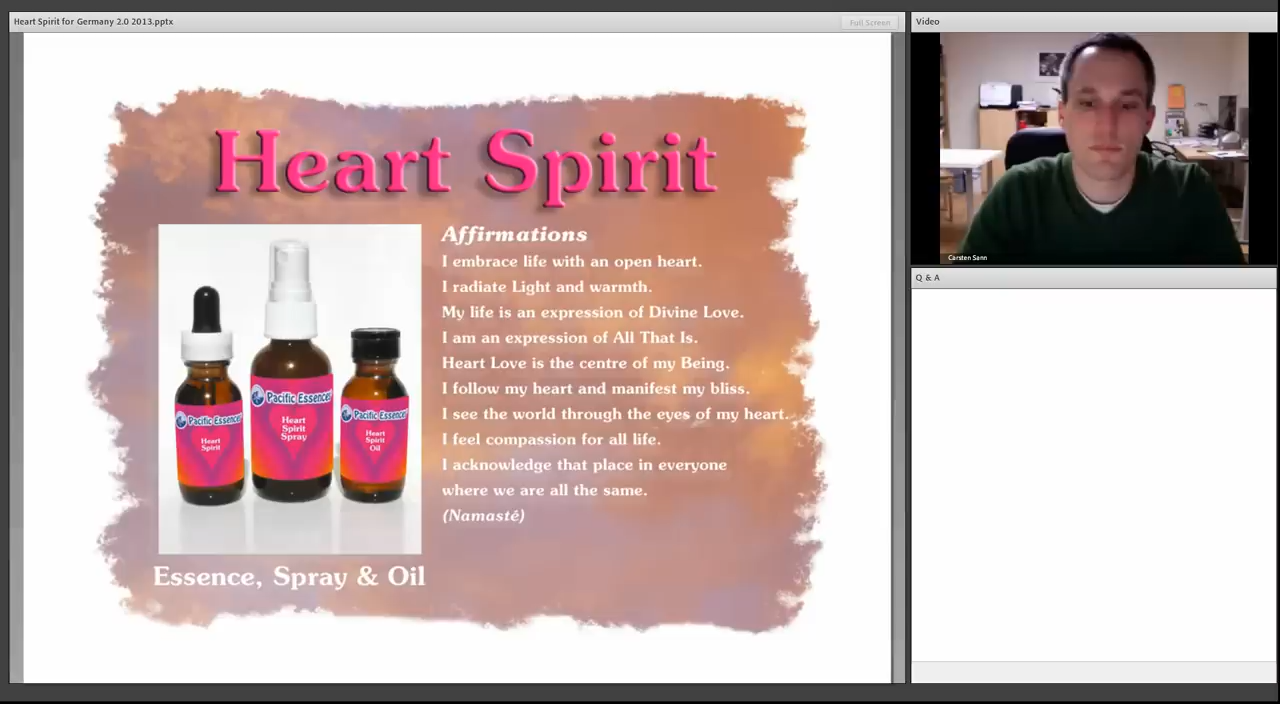 Heart Spirit for Germany 2.0 2013.pptx
Full Screen
Heart Spirit
Pacific Essences
Heart
Spirit
Pacific Essences
Heart
Spirit
Spray
Pacific Essences
Heart
Spirit
Oil
Essence, Spray & Oil
Affirmations
I embrace life with an open heart.
I radiate Light and warmth.
My life is an expression of Divine Love.
I am an expression of All That Is.
Heart Love is the centre of my Being.
I follow my heart and manifest my bliss.
I see the world through the eyes of my heart.
I feel compassion for all life.
I acknowledge that place in everyone
where we are all the same.
(Namasté)
Video
Carsten Sann
Q & A